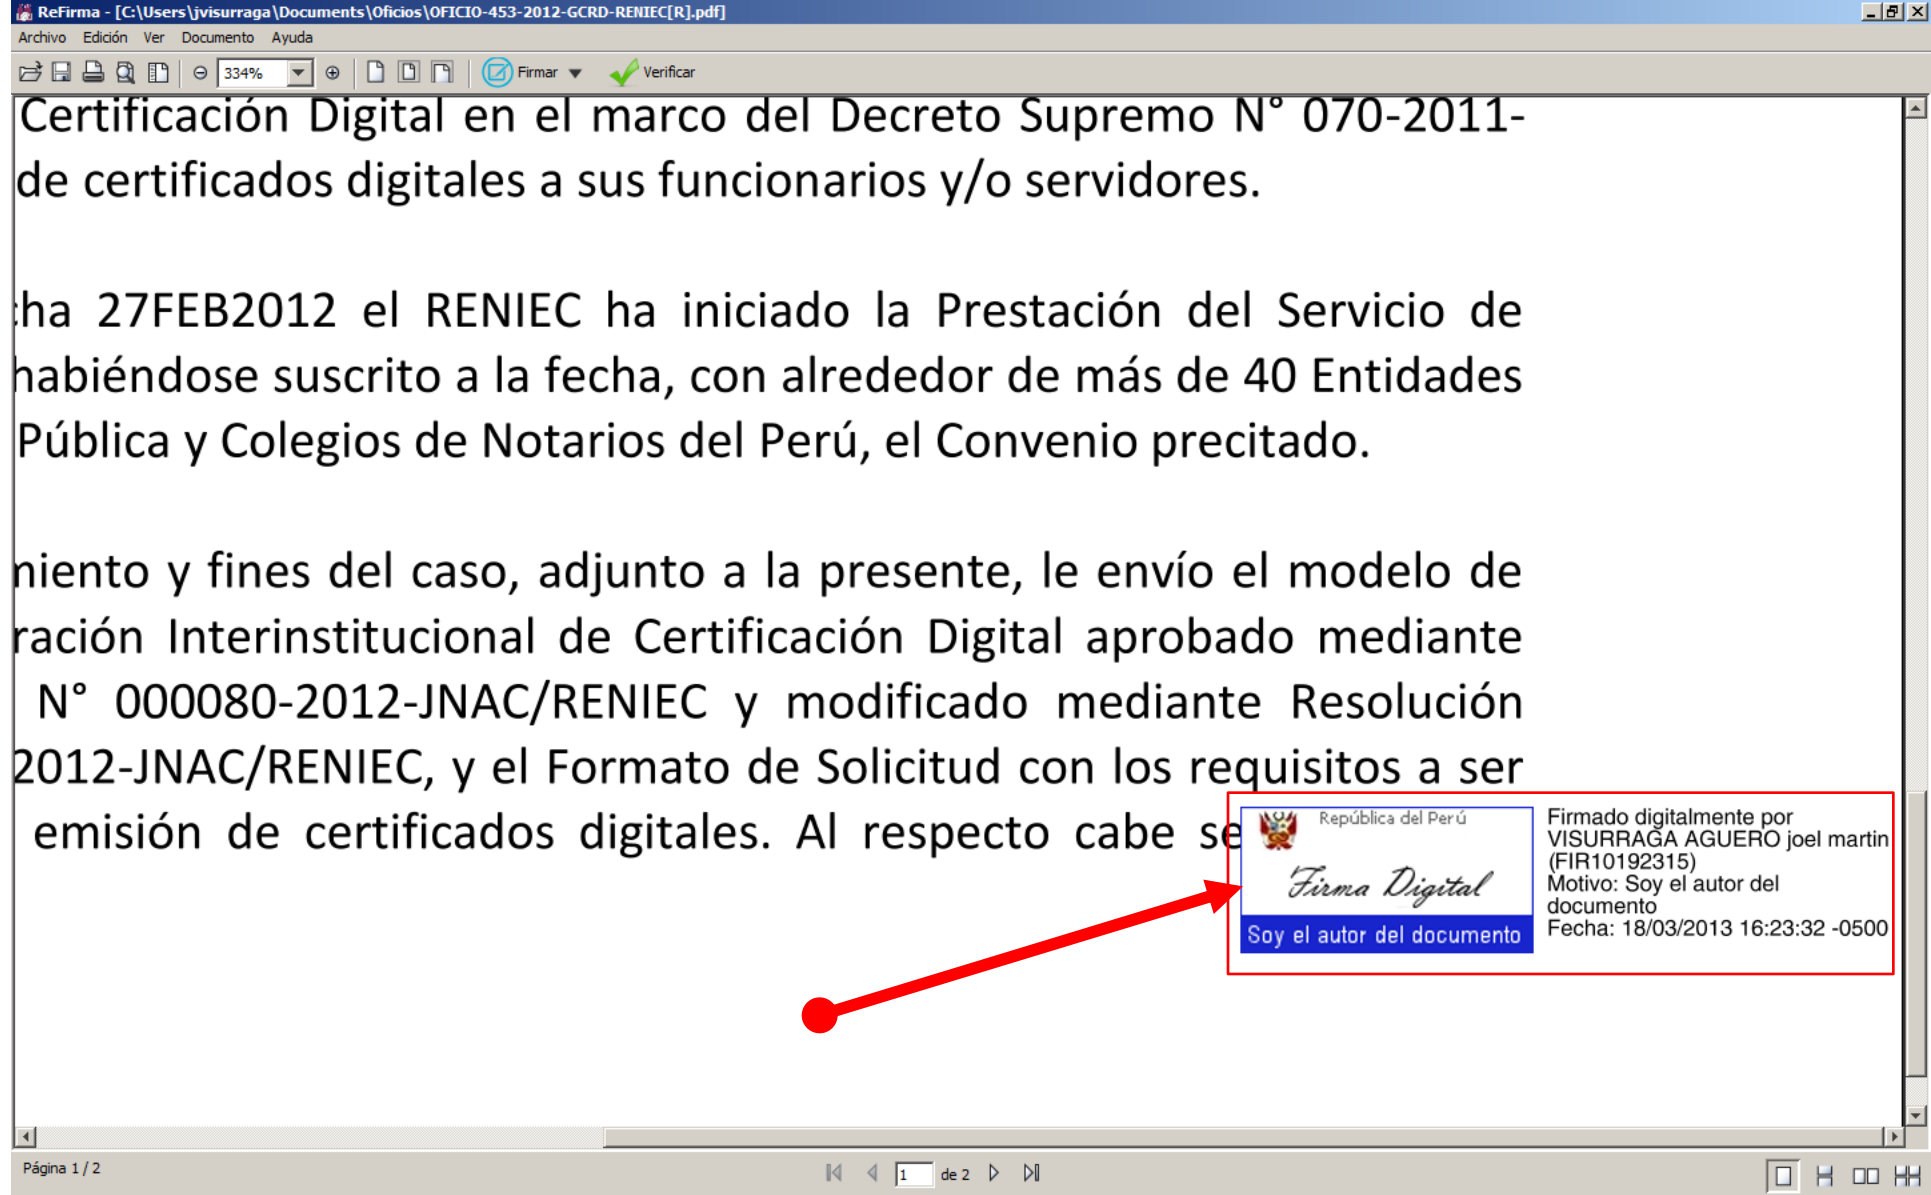 ReFirma - [C:\Users\jvisurraga\Documents\Oficios\OFICIO-453-2012-GCRD-RENIEC[R].pdf]
Archivo Edición Ver Documento Ayuda
334% Firmar Verificar
Certificación Digital en el marco del Decreto Supremo N° 070-2011-
de certificados digitales a sus funcionarios y/o servidores.
cha 27FEB2012 el RENIEC ha iniciado la Prestación del Servicio de
habiéndose suscrito a la fecha, con alrededor de más de 40 Entidades
Pública y Colegios de Notarios del Perú, el Convenio precitado.
miento y fines del caso, adjunto a la presente, le envío el modelo de
ración Interinstitucional de Certificación Digital aprobado mediante
N° 000080-2012-JNAC/RENIEC y modificado mediante Resolución
2012-JNAC/RENIEC, y el Formato de Solicitud con los requisitos a ser
emisión de certificados digitales. Al respecto cabe se
República del Perú
Firma Digital
Soy el autor del documento
Firmado digitalmente por
VISURRAGA AGUERO joel martin
(FIR10192315)
Motivo: Soy el autor del
documento
Fecha: 18/03/2013 16:23:32 -0500
Página 1 / 2
1 de 2